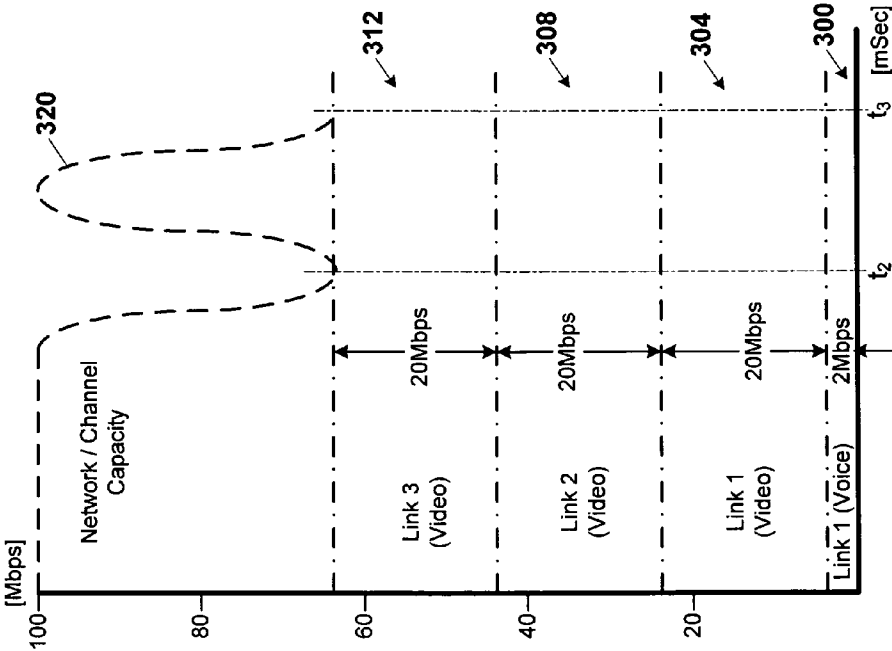 [Mbps]
100
80
60
40
20
Network / Channel
Capacity
320
312
308
304
300
Link 3
(Video)
20Mbps
Link 2
(Video)
20Mbps
Link 1
(Video)
20Mbps
Link 1 (Voice)
2Mbps
t2
t3
[mSec]